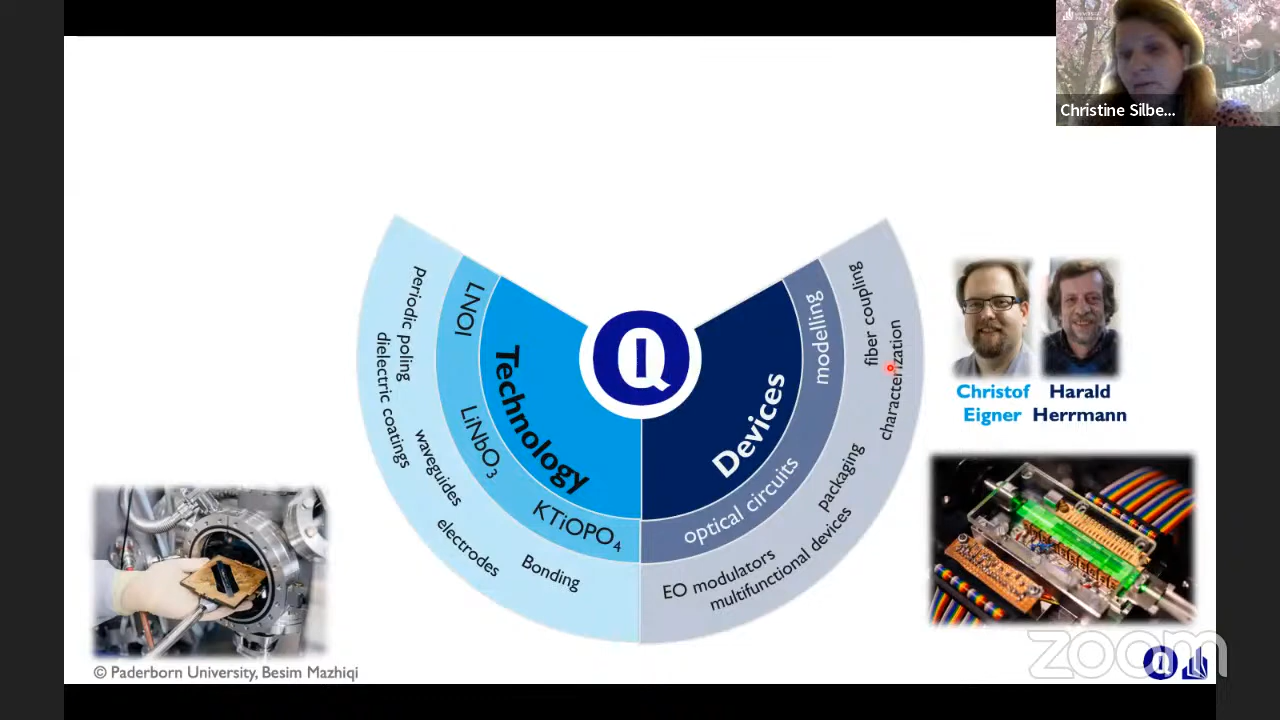 Christine Silbe...
periodic poling
dielectric coatings
waveguides
electrodes
Bonding
LNOI
LiNbO₃
KTiOPO₄
Technology
Q
Devices
modelling
optical circuits
fiber coupling
characterization
packaging
EO modulators
multifunctional devices
Christof
Eigner
Harald
Herrmann
© Paderborn University, Besim Mazhiqi
zoom
Q